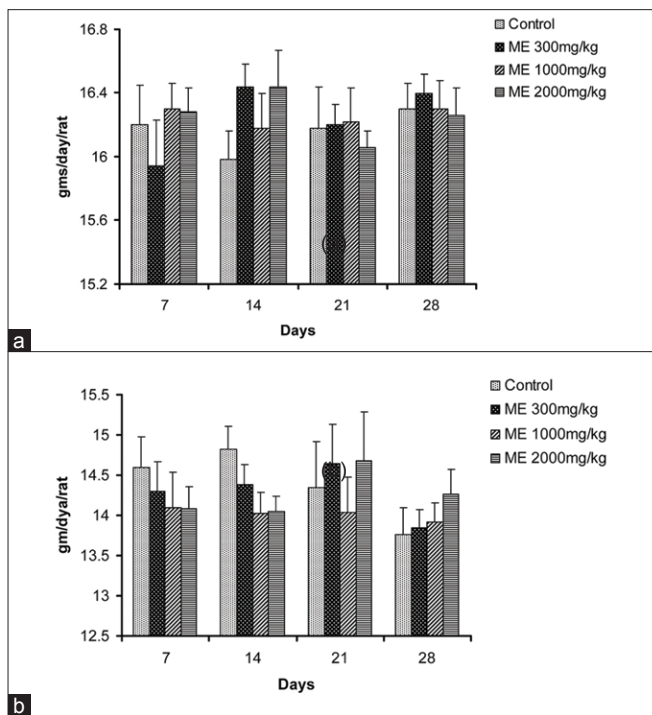 16.8
16.4
16
15.6
15.2
gms/day/rat
Control
ME 300mg/kg
ME 1000mg/kg
ME 2000mg/kg
( )
7 14 21 28
Days
a
15.5
15
14.5
14
13.5
13
12.5
gm/dya/rat
Control
ME 300mg/kg
ME 1000mg/kg
ME 2000mg/kg
( )
7 14 21 28
Days
b